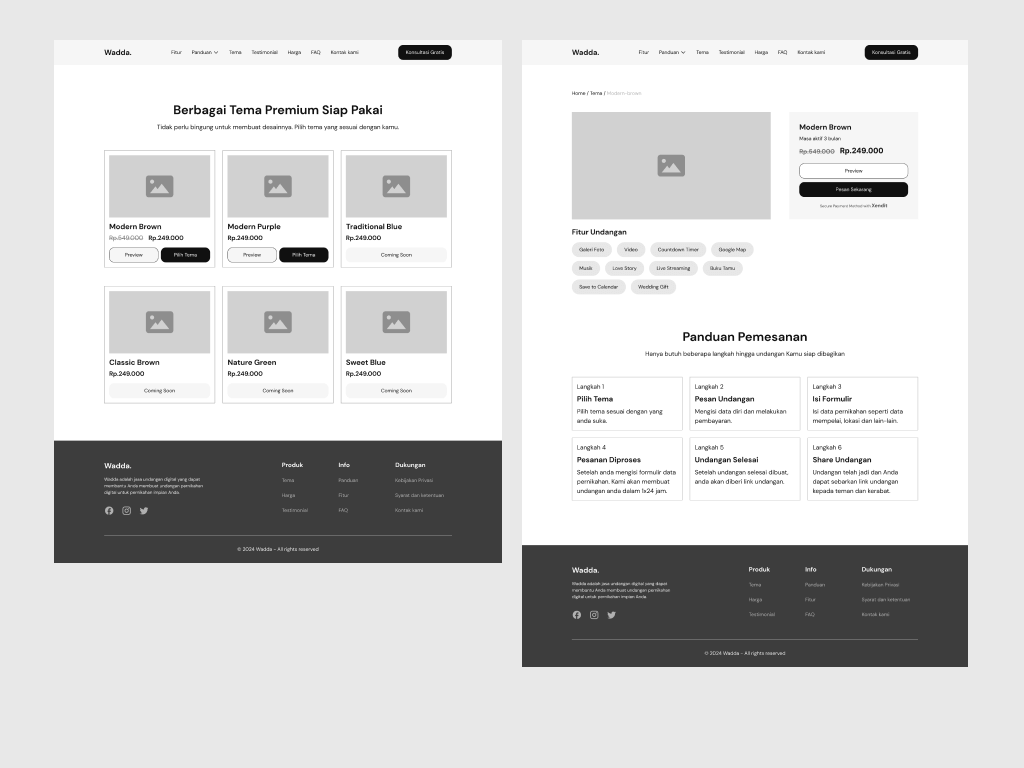 Wadda.
Fitur Panduan Tema Testimonial Harga FAQ Kontak kami
Konsultasi Gratis
Berbagai Tema Premium Siap Pakai
Tidak perlu bingung untuk membuat desainnya. Pilih tema yang sesuai dengan kamu.
Modern Brown
Rp.549.000 Rp.249.000
Preview Pilih Tema
Modern Purple
Rp.249.000
Preview Pilih Tema
Traditional Blue
Rp.249.000
Coming Soon
Classic Brown
Rp.249.000
Coming Soon
Nature Green
Rp.249.000
Coming Soon
Sweet Blue
Rp.249.000
Coming Soon
Wadda.
Wadda adalah jasa undangan digital yang dapat
membantu Anda membuat undangan pernikahan
digital untuk pernikahan impian Anda.
Produk
Tema
Harga
Testimonial
Info
Panduan
Fitur
FAQ
Dukungan
Kebijakan Privasi
Syarat dan ketentuan
Kontak kami
© 2024 Wadda - All rights reserved
Wadda.
Fitur Panduan Tema Testimonial Harga FAQ Kontak kami
Konsultasi Gratis
Home / Tema / Modern Brown
Modern Brown
Masa aktif 3 bulan
Rp.549.000 Rp.249.000
Preview
Pesan Sekarang
Secure Payment Method with Xendit
Fitur Undangan
Galeri Foto Video Countdown Timer Google Map
Musik Love Story Live Streaming Buku Tamu
Save to Calendar Wedding Gift
Panduan Pemesanan
Hanya butuh beberapa langkah hingga undangan Kamu siap dibagikan
Langkah 1
Pilih Tema
Pilih tema sesuai dengan yang
anda suka.
Langkah 2
Pesan Undangan
Mengisi data diri dan melakukan
pembayaran.
Langkah 3
Isi Formulir
Isi data pernikahan seperti data
mempelai, lokasi dan lain-lain.
Langkah 4
Pesanan Diproses
Setelah anda mengisi formulir data
pernikahan. Kami akan membuat
undangan anda dalam 1x24 jam.
Langkah 5
Undangan Selesai
Setelah undangan selesai dibuat,
anda akan diberi link undangan.
Langkah 6
Share Undangan
Undangan telah jadi dan Anda
dapat sebarkan link undangan
kepada teman dan kerabat.
Wadda.
Wadda adalah jasa undangan digital yang dapat
membantu Anda membuat undangan pernikahan
digital untuk pernikahan impian Anda.
Produk
Tema
Harga
Testimonial
Info
Panduan
Fitur
FAQ
Dukungan
Kebijakan Privasi
Syarat dan ketentuan
Kontak kami
© 2024 Wadda - All rights reserved